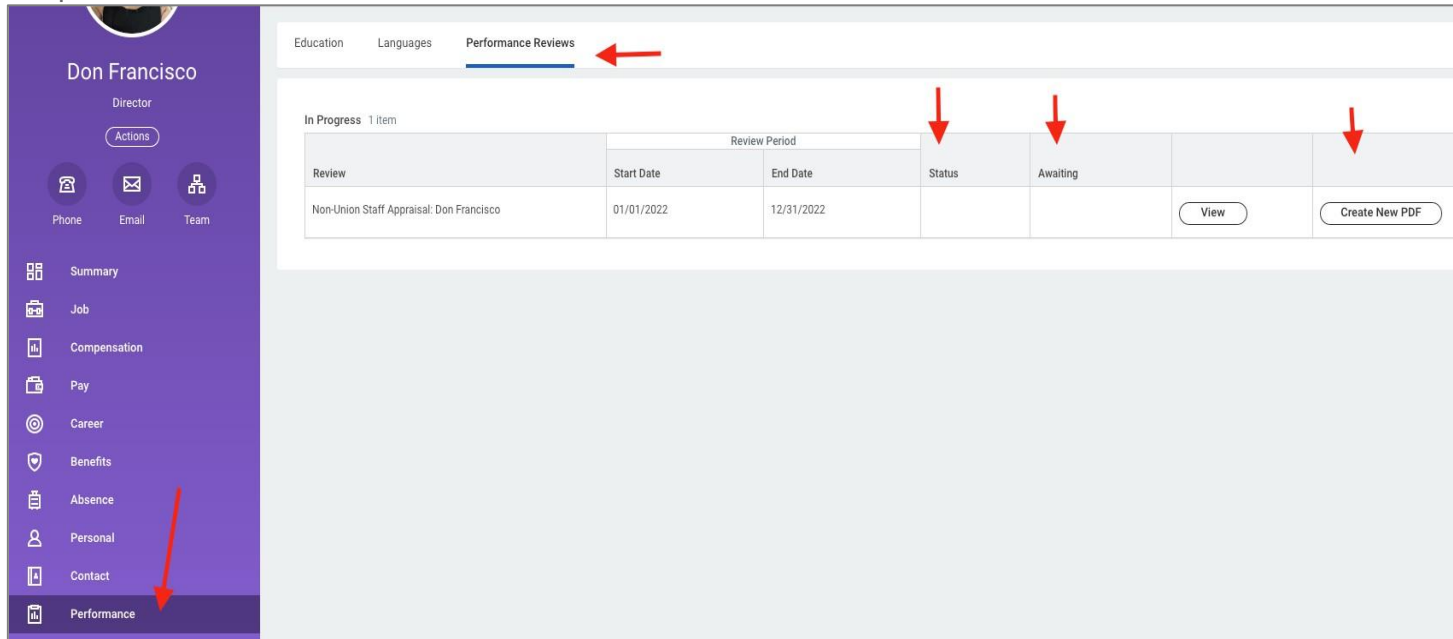 Don Francisco
Director
Actions
Phone Email Team
Summary
Job
Compensation
Pay
Career
Benefits
Absence
Personal
Contact
Performance
Education Languages Performance Reviews
In Progress 1 item
Review Period
Review Start Date End Date Status Awaiting
Non-Union Staff Appraisal: Don Francisco 01/01/2022 12/31/2022 View Create New PDF